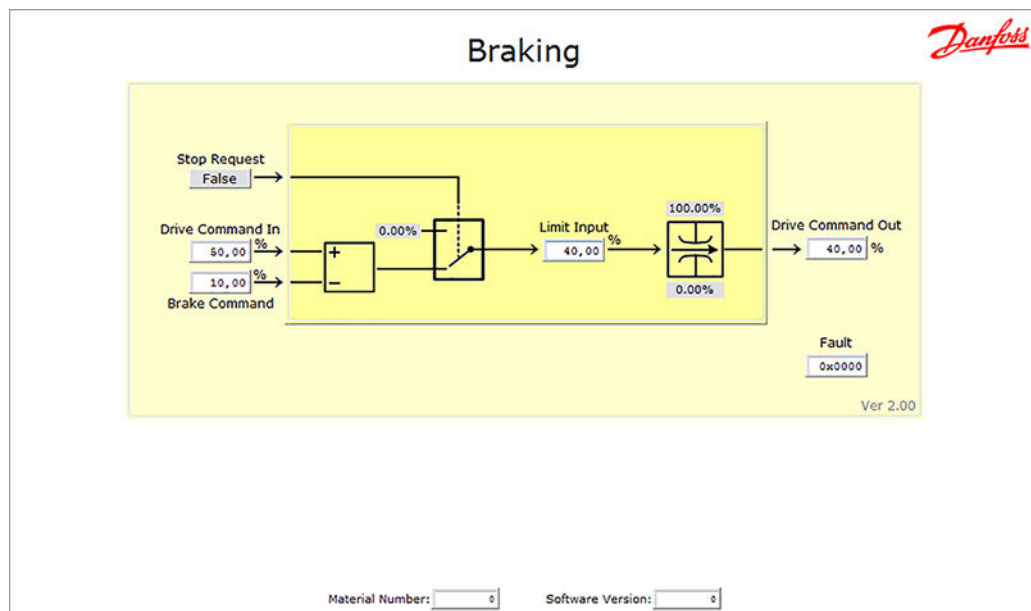 Braking
Danfoss
Stop Request
False
Drive Command In
50,00 %
10,00 %
Brake Command
+
−
0.00%
Limit Input
40,00 %
100.00%
0.00%
Drive Command Out
40,00 %
Fault
0x0000
Ver 2.00
Material Number: 0 Software Version: 0